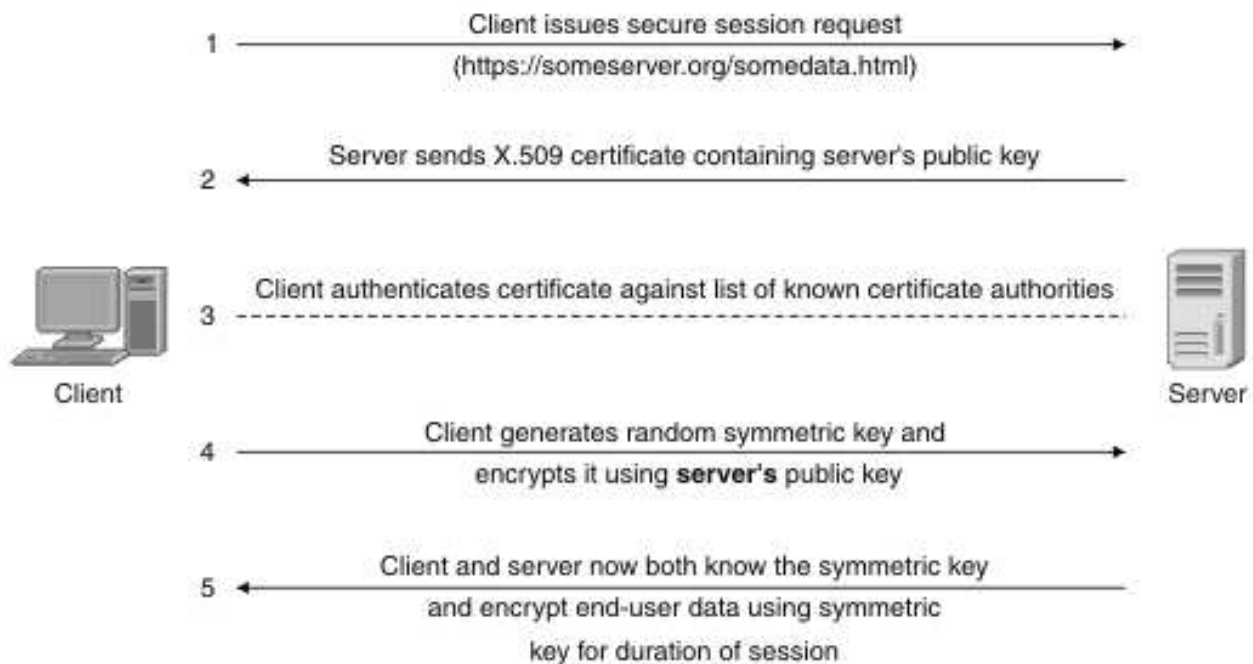 Client issues secure session request
1
(https://someserver.org/somedata.html)
Server sends X.509 certificate containing server's public key
2
Client authenticates certificate against list of known certificate authorities
3
Client
Server
Client generates random symmetric key and
4
encrypts it using server's public key
Client and server now both know the symmetric key
5
and encrypt end-user data using symmetric
key for duration of session